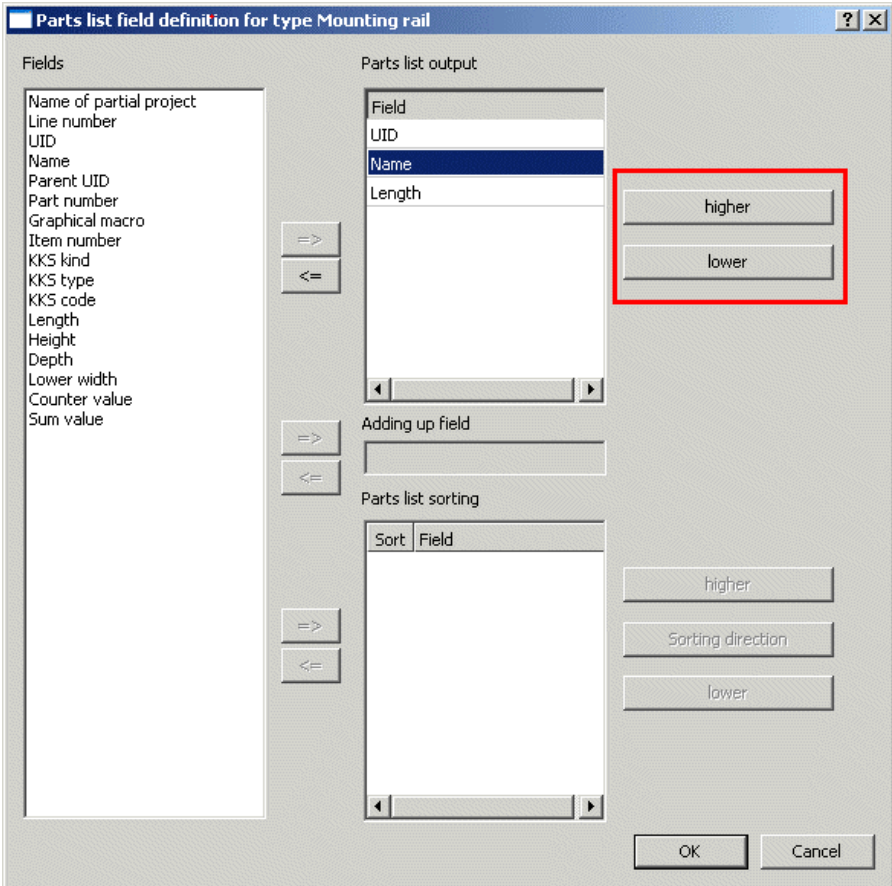 Parts list field definition for type Mounting rail
Fields
Name of partial project
Line number
UID
Name
Parent UID
Part number
Graphical macro
Item number
KKS kind
KKS type
KKS code
Length
Height
Depth
Lower width
Counter value
Sum value
=>
<=
=>
<=
=>
<=
Parts list output
Field
UID
Name
Length
higher
lower
Adding up field
Parts list sorting
Sort Field
higher
Sorting direction
lower
OK Cancel